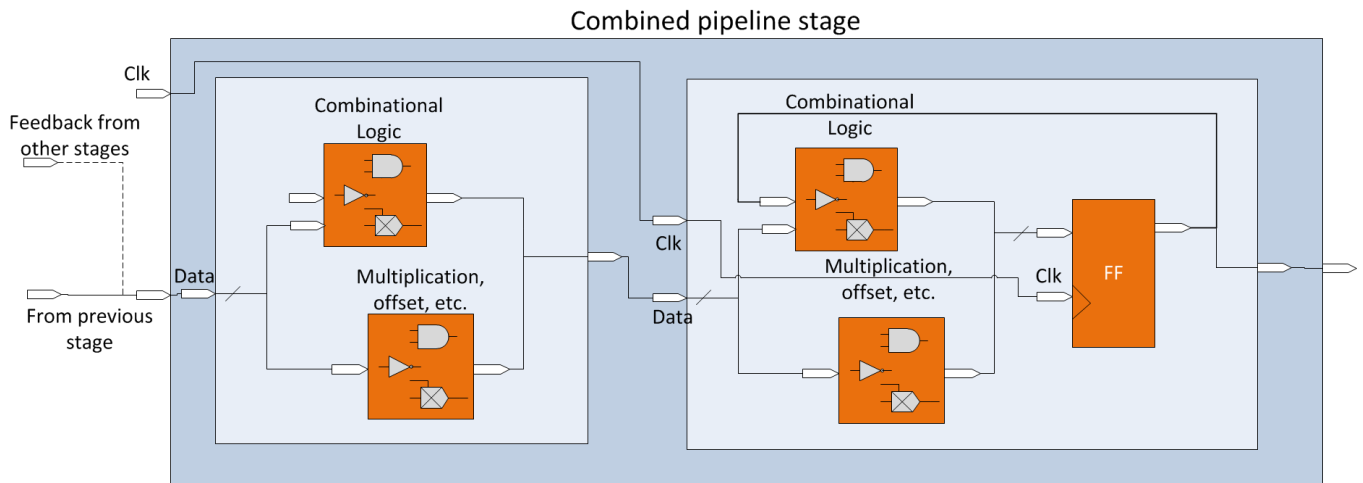 Combined pipeline stage
Clk
Feedback from
other stages
Data
From previous
stage
Combinational
Logic
Multiplication,
offset, etc.
Clk
Data
Combinational
Logic
Multiplication,
offset, etc.
Clk
FF